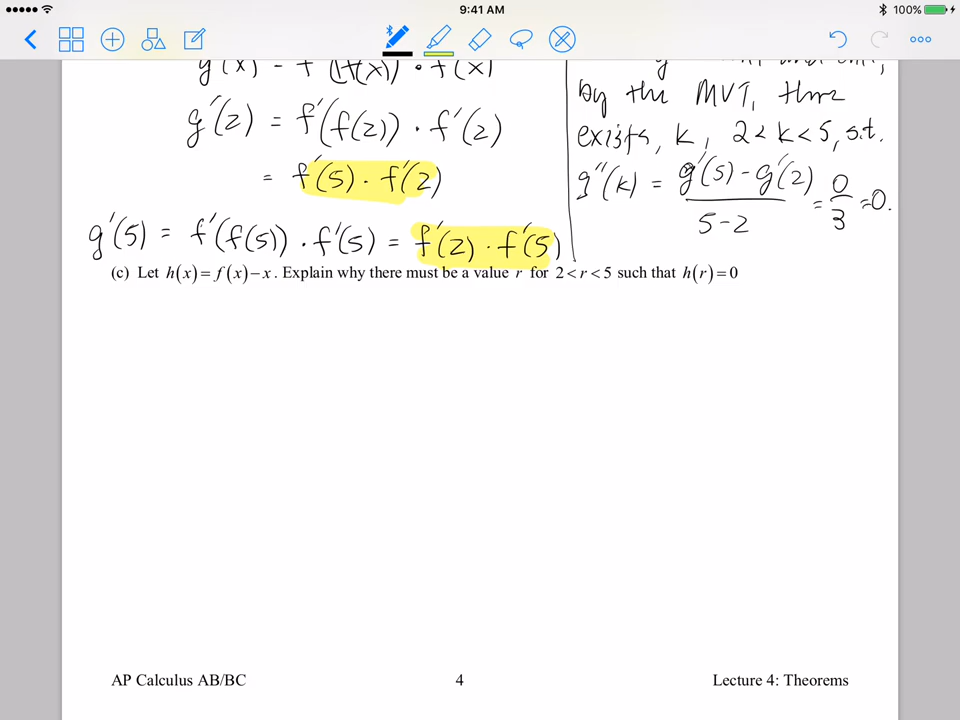 9:41 AM
100%
g'(x) = f'(f(x)) · f'(x)
g'(2) = f'(f(2)) · f'(2)
= f'(5) · f'(2)
g'(5) = f'(f(5)) · f'(5) = f'(2) · f'(5)
by the MVT, there
exists, k, 2 < k < 5, s.t.
g''(k) = g'(5) - g'(2) / 5 - 2 = 0/3 = 0.
(c) Let h(x) = f(x) − x. Explain why there must be a value r for 2 < r < 5 such that h(r) = 0
AP Calculus AB/BC
4
Lecture 4: Theorems